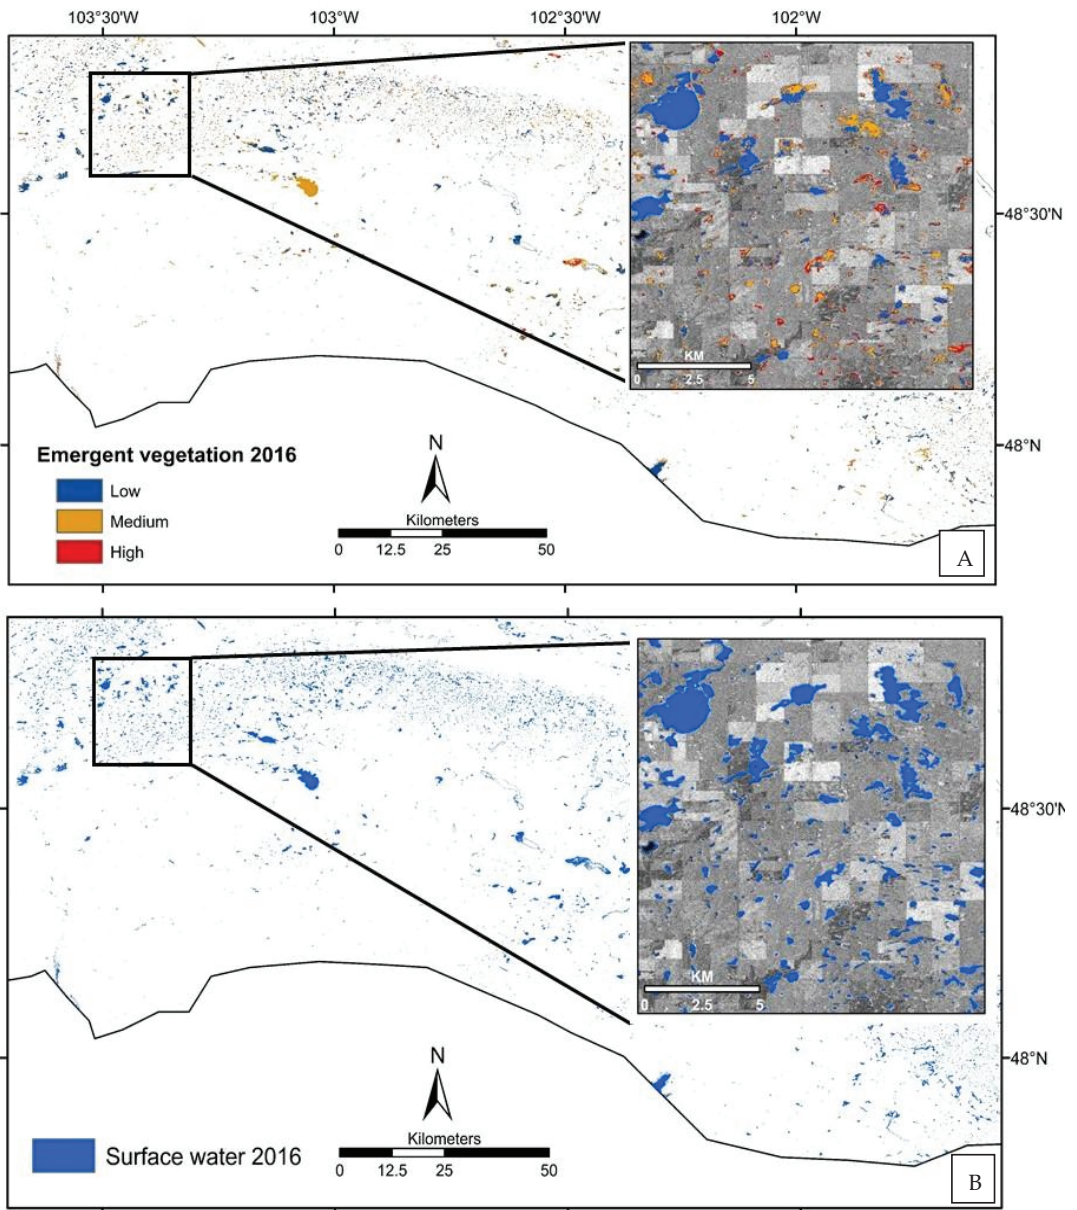 103°30'W 103°W 102°30'W 102°W
48°30'N
KM
0 2.5 5
48°N
Emergent vegetation 2016
Low
Medium
High
N
Kilometers
0 12.5 25 50
A
48°30'N
KM
0 2.5 5
48°N
N
Surface water 2016
Kilometers
0 12.5 25 50
B